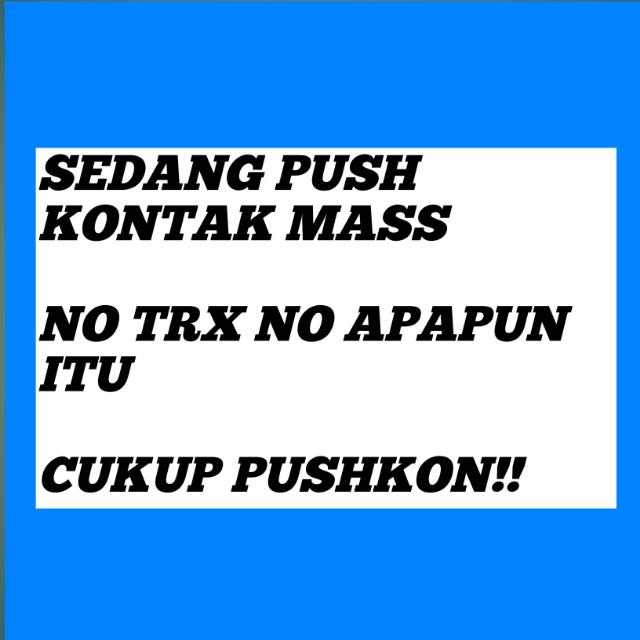 SEDANG PUSH
KONTAK MASS
NO TRX NO APAPUN
ITU
CUKUP PUSHKON!!